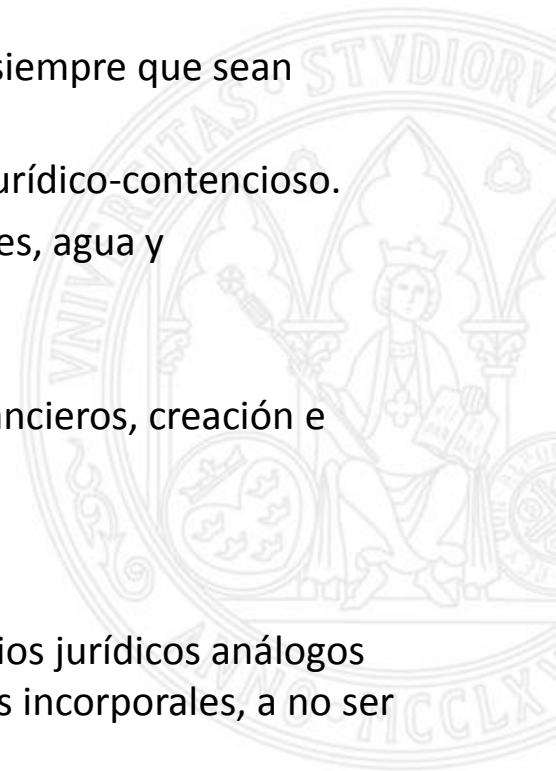 siempre que sean
urídico-contencioso.
es, agua y
ancieros, creación e
ios jurídicos análogos
s incorporales, a no ser